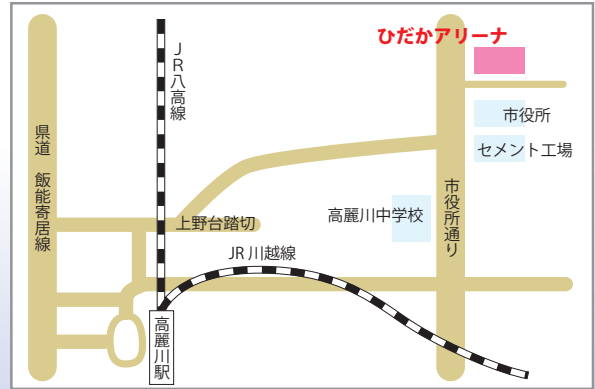 ひだかアリーナ
JR八高線
市役所
セメント工場
県道 飯能寄居線
市役所通り
高麗川中学校
上野台踏切
JR川越線
高麗川駅